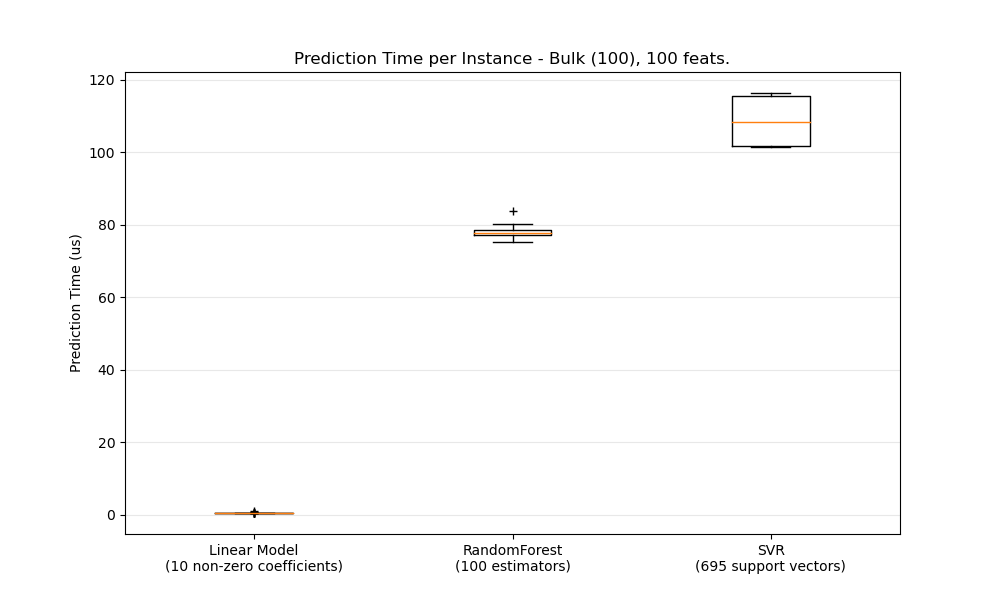 Prediction Time per Instance - Bulk (100), 100 feats.
Prediction Time (us)
120
100
80
60
40
20
0
Linear Model
(10 non-zero coefficients)
RandomForest
(100 estimators)
SVR
(695 support vectors)